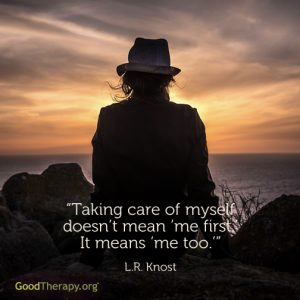 “Taking care of myself
doesn’t mean ‘me first.’
It means ‘me too.’”
L.R. Knost
GoodTherapy.org